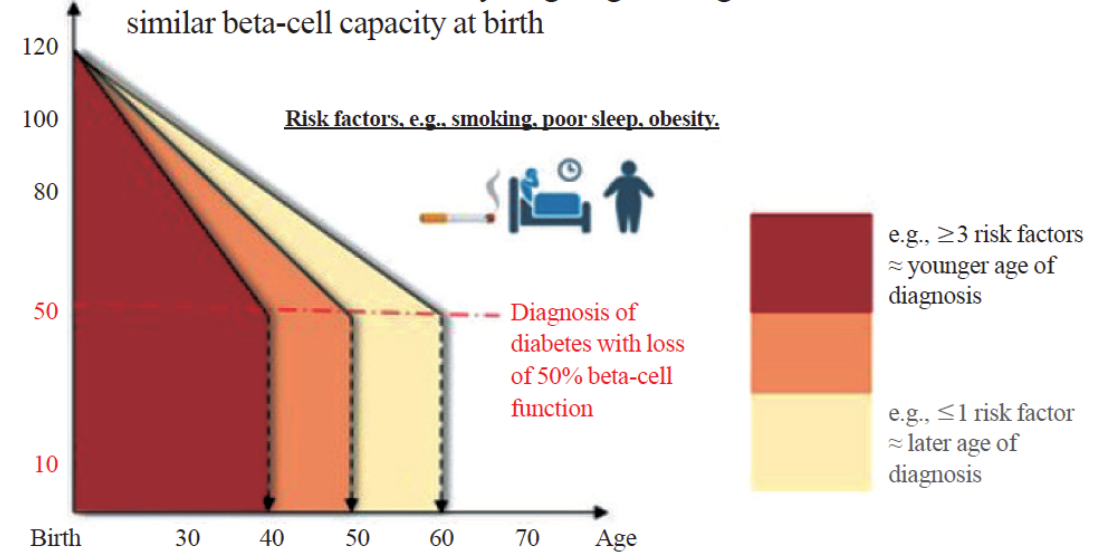 similar beta-cell capacity at birth
120
100
80
50
10
Risk factors, e.g., smoking, poor sleep, obesity.
Diagnosis of
diabetes with loss
of 50% beta-cell
function
e.g., ≥3 risk factors
≈ younger age of
diagnosis
e.g., ≤1 risk factor
≈ later age of
diagnosis
Birth 30 40 50 60 70 Age